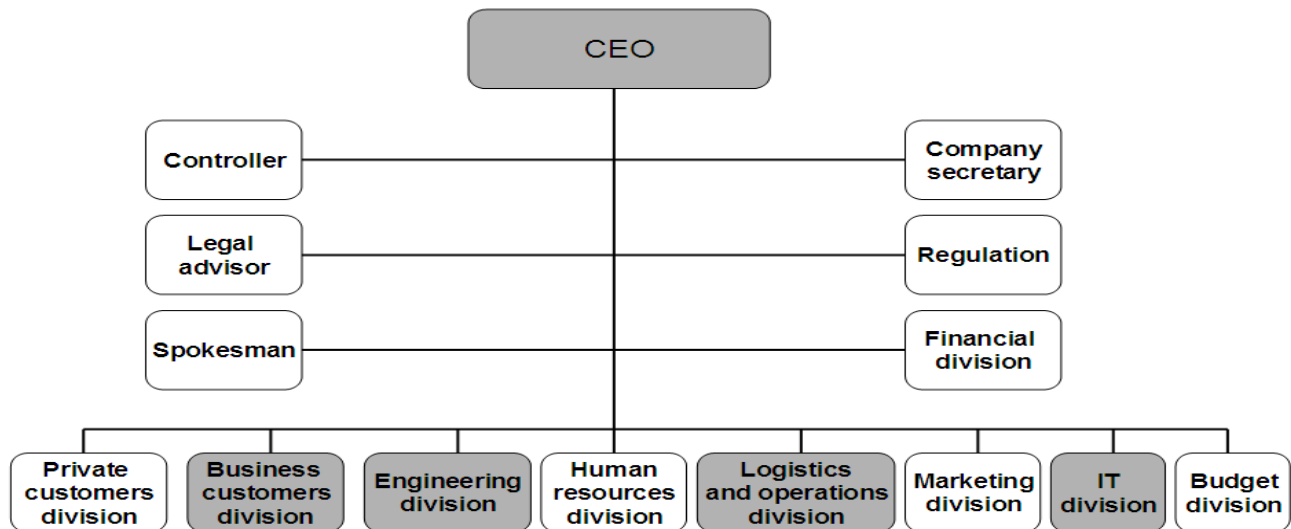 CEO
Controller
Company
secretary
Legal
advisor
Regulation
Spokesman
Financial
division
Private
customers
division
Business
customers
division
Engineering
division
Human
resources
division
Logistics
and operations
division
Marketing
division
IT
division
Budget
division